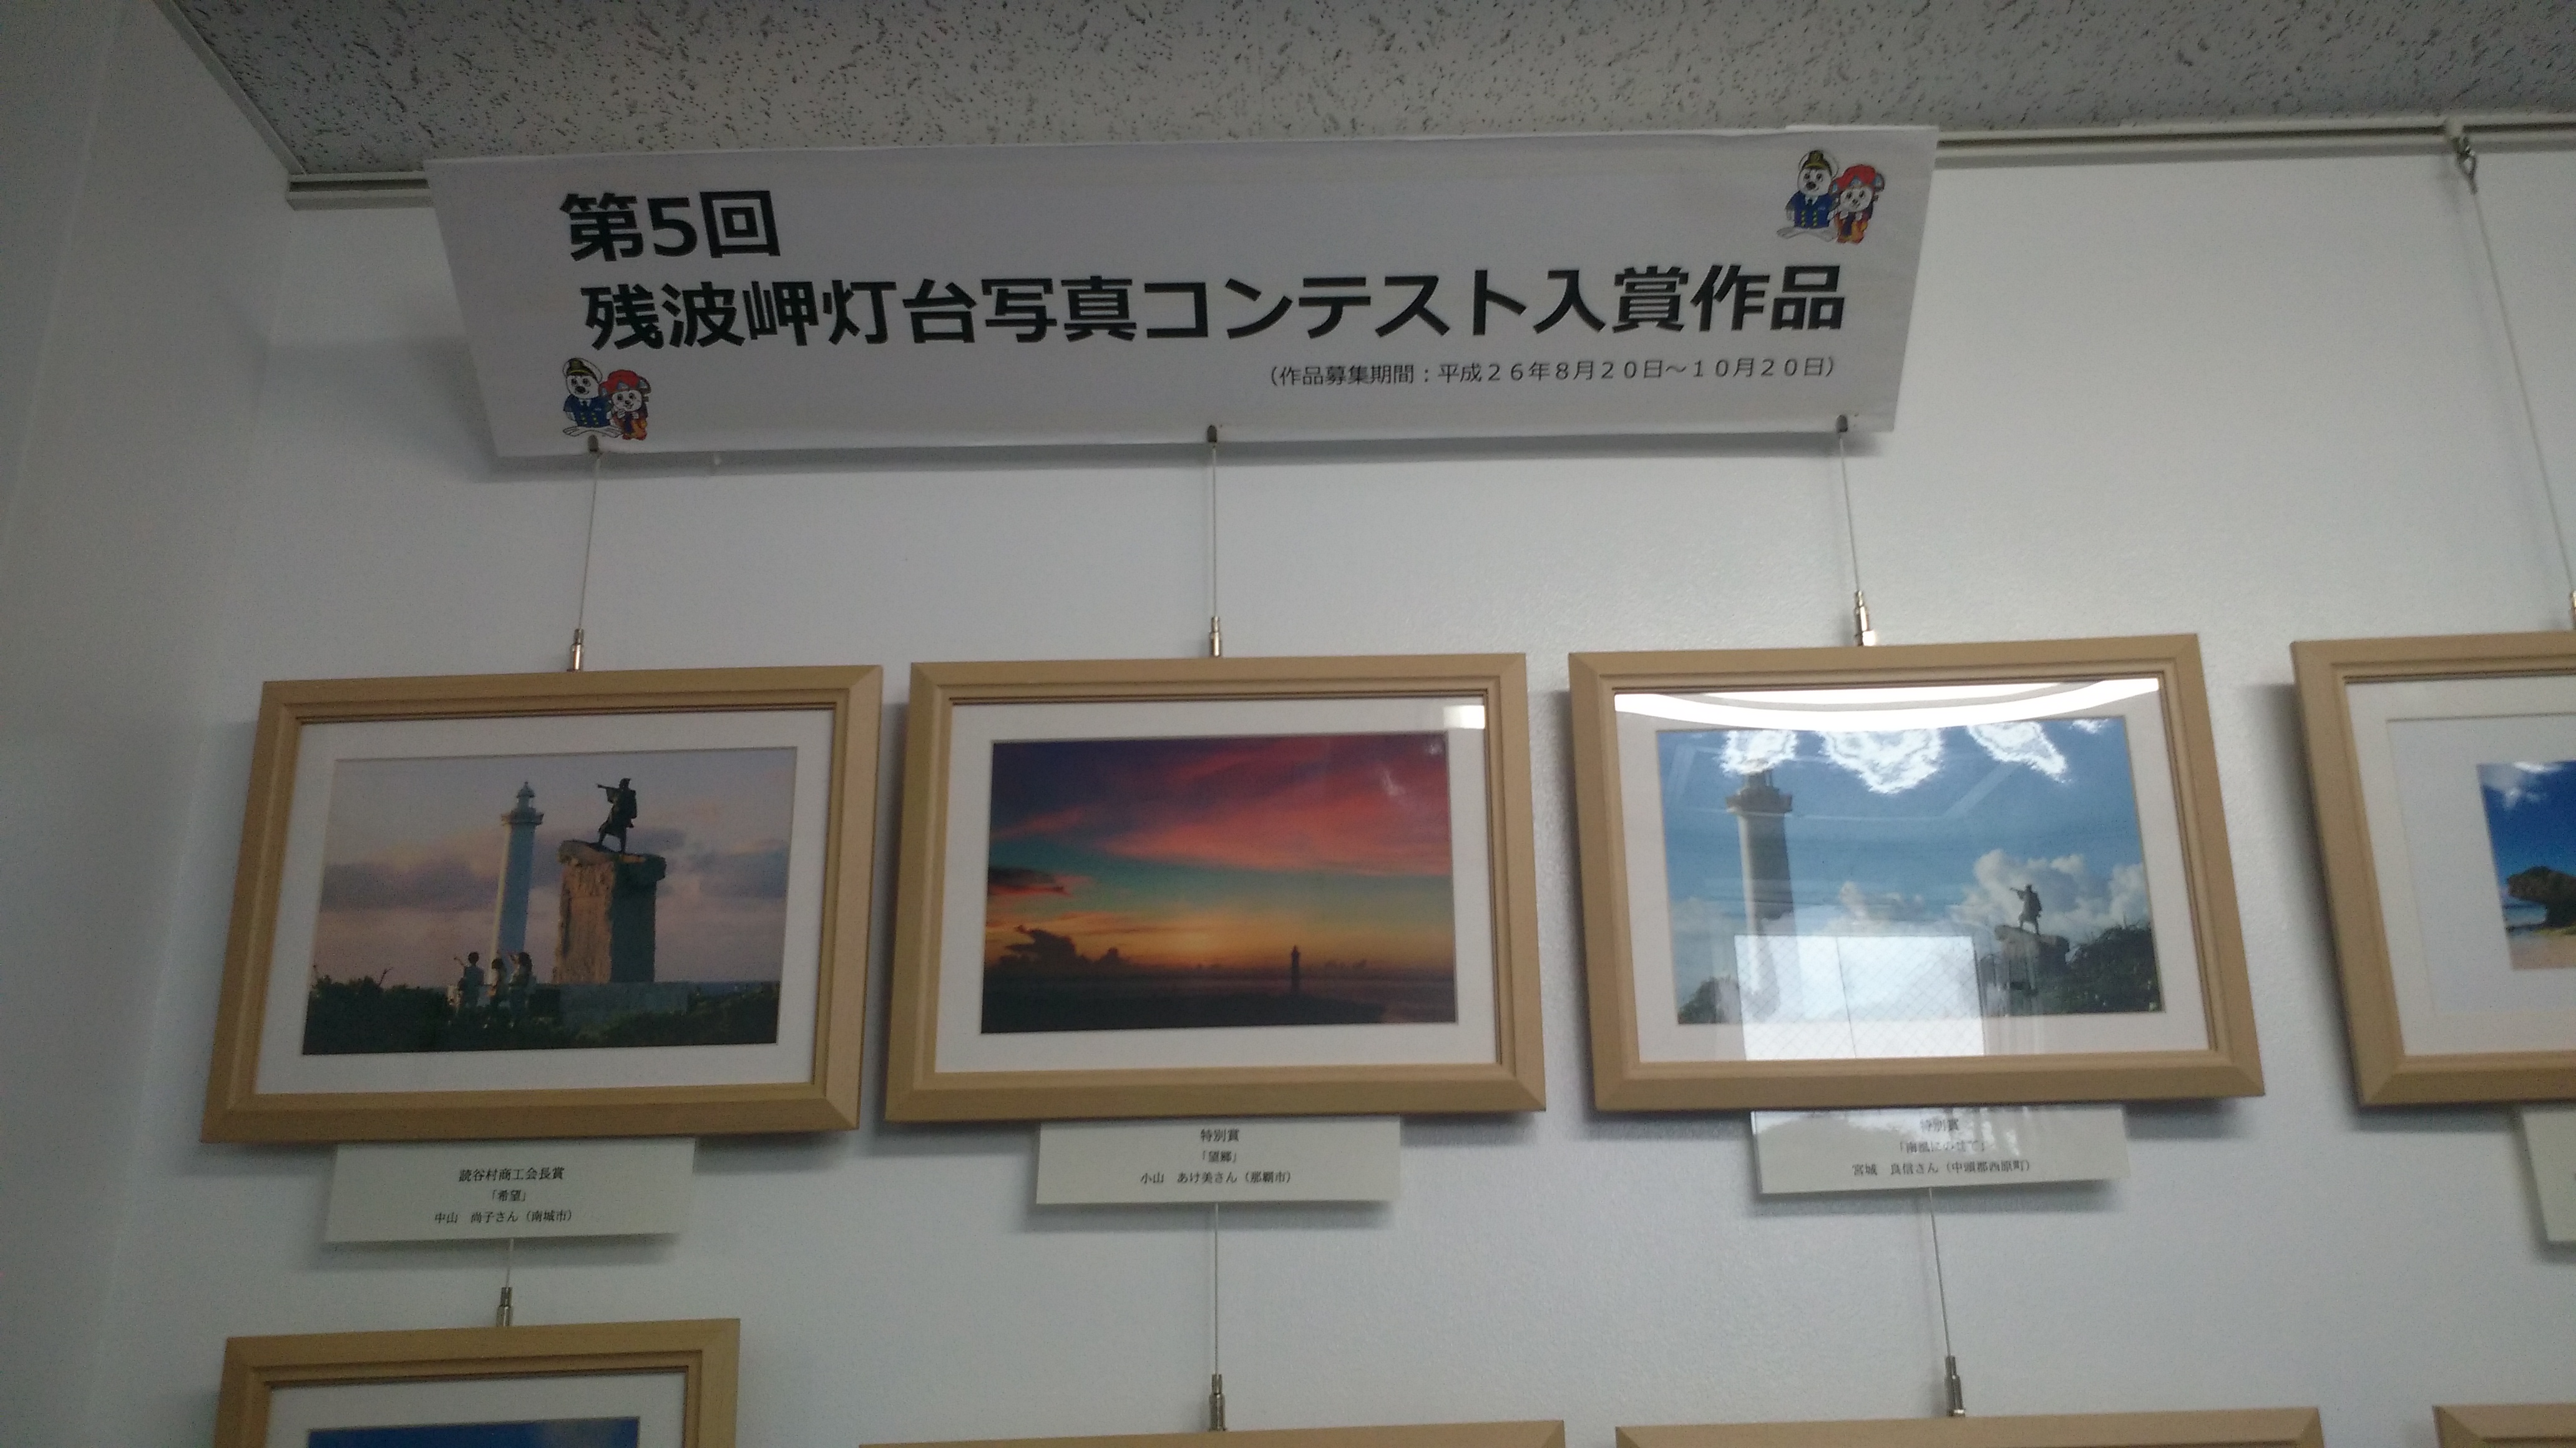 第5回
残波岬灯台写真コンテスト入賞作品
（作品募集期間：平成２６年８月２０日～１０月２０日）
読谷村商工会長賞
「希望」
中山　尚子さん（南城市）
特別賞
「望郷」
小山　あけ美さん（那覇市）
特別賞
宮城　良信さん（中頭郡西原町）